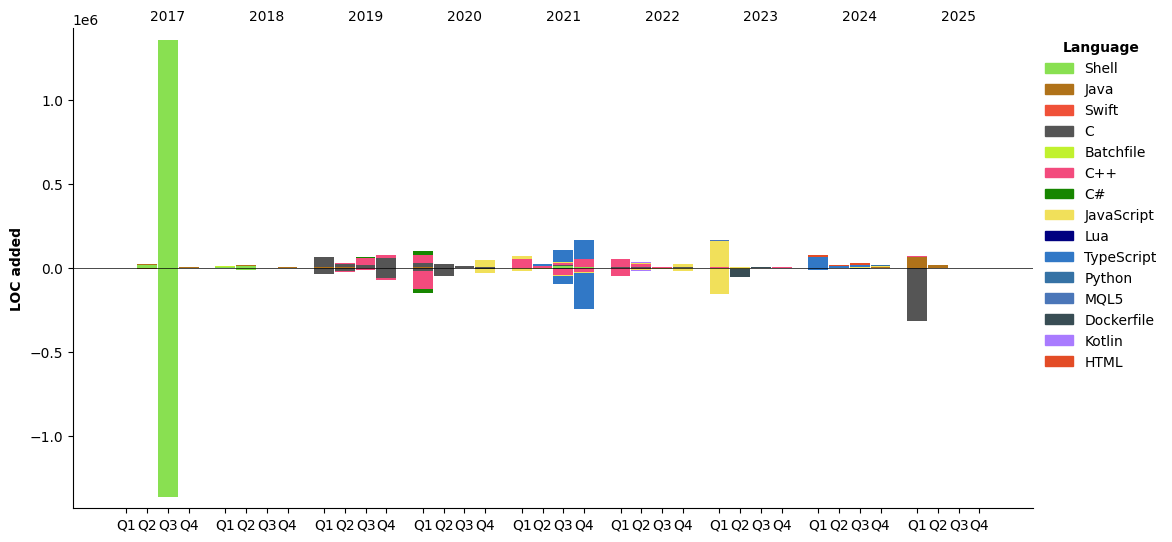 1e6
2017 2018 2019 2020 2021 2022 2023 2024 2025
LOC added
1.0
0.5
0.0
−0.5
−1.0
Q1 Q2 Q3 Q4 Q1 Q2 Q3 Q4 Q1 Q2 Q3 Q4 Q1 Q2 Q3 Q4 Q1 Q2 Q3 Q4 Q1 Q2 Q3 Q4 Q1 Q2 Q3 Q4 Q1 Q2 Q3 Q4 Q1 Q2 Q3 Q4
Language
Shell
Java
Swift
C
Batchfile
C++
C#
JavaScript
Lua
TypeScript
Python
MQL5
Dockerfile
Kotlin
HTML